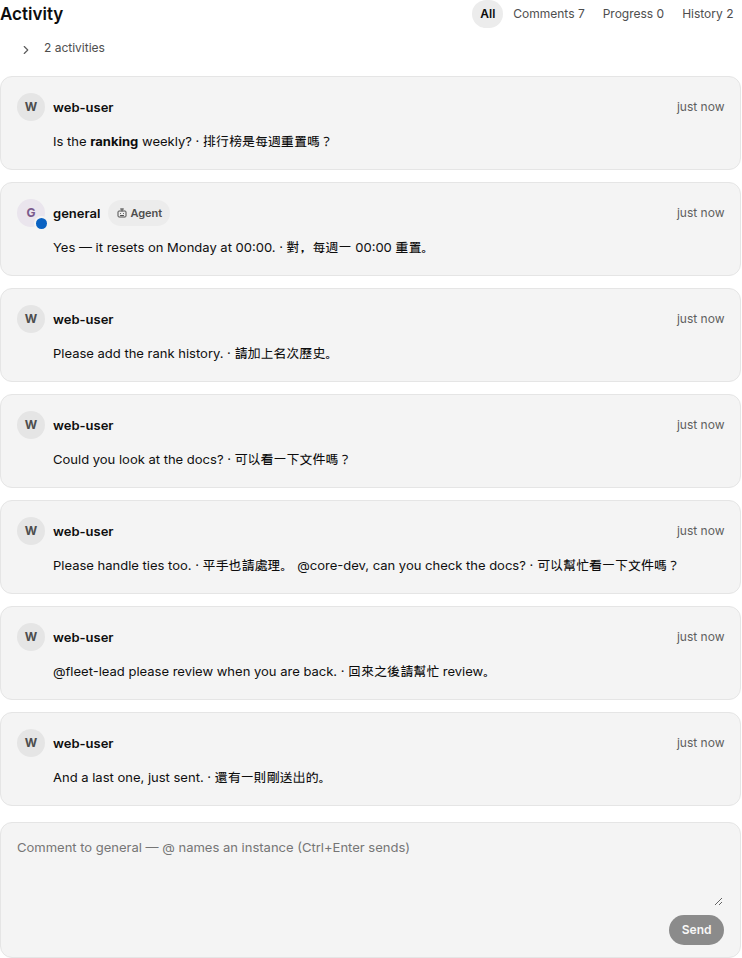 Activity
All Comments 7 Progress 0 History 2
2 activities
W web-user just now
Is the ranking weekly? · 排行榜是每週重置嗎？
G general Agent just now
Yes — it resets on Monday at 00:00. · 對，每週一 00:00 重置。
W web-user just now
Please add the rank history. · 請加上名次歷史。
W web-user just now
Could you look at the docs? · 可以看一下文件嗎？
W web-user just now
Please handle ties too. · 平手也請處理。 @core-dev, can you check the docs? · 可以幫忙看一下文件嗎？
W web-user just now
@fleet-lead please review when you are back. · 回來之後請幫忙 review。
W web-user just now
And a last one, just sent. · 還有一則剛送出的。
Comment to general — @ names an instance (Ctrl+Enter sends)
Send